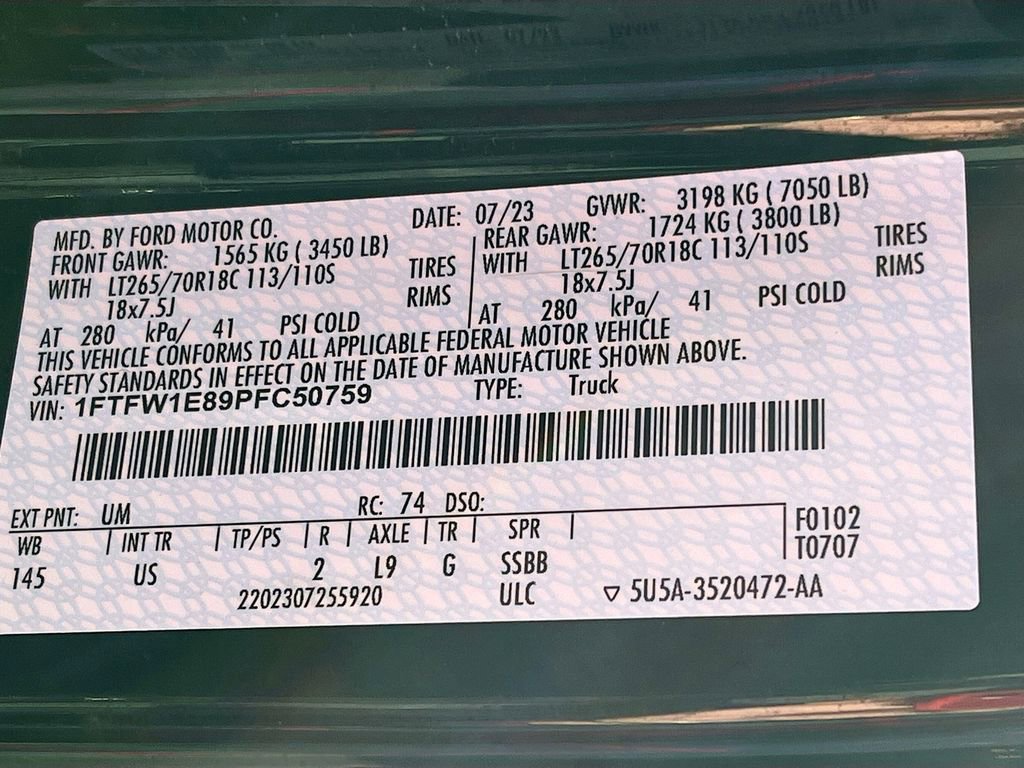 MFD. BY FORD MOTOR CO. DATE: 07/23 GVWR: 3198 KG ( 7050 LB)
FRONT GAWR: 1565 KG ( 3450 LB) REAR GAWR: 1724 KG ( 3800 LB)
WITH LT265/70R18C 113/110S TIRES WITH LT265/70R18C 113/110S TIRES
18x7.5J RIMS 18x7.5J RIMS
AT 280 kPa/ 41 PSI COLD AT 280 kPa/ 41 PSI COLD
THIS VEHICLE CONFORMS TO ALL APPLICABLE FEDERAL MOTOR VEHICLE
SAFETY STANDARDS IN EFFECT ON THE DATE OF MANUFACTURE SHOWN ABOVE.
VIN: 1FTFW1E89PFC50759 TYPE: Truck
EXT PNT: UM RC: 74 DSO:
WB | INT TR | TP/PS | R | AXLE | TR | SPR | F0102
T0707
145 US 2 L9 G SSBB
2202307255920 ULC ▽ 5U5A-3520472-AA